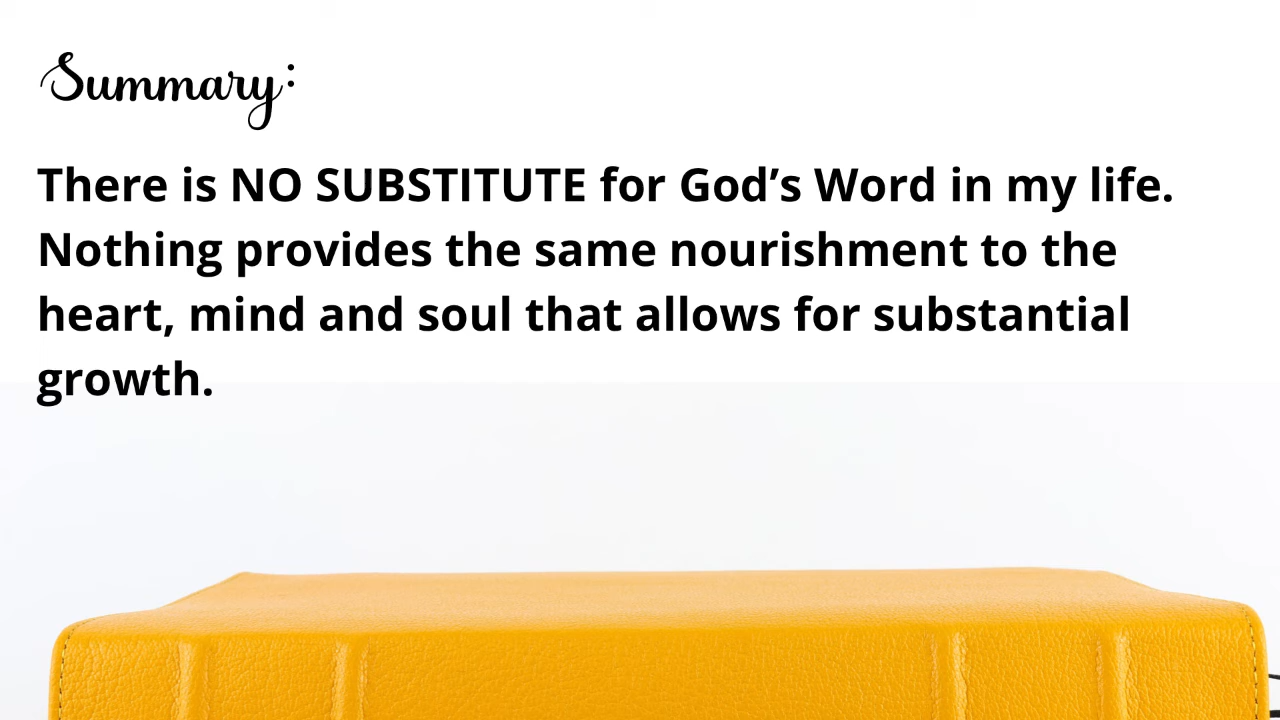 Summary:
There is NO SUBSTITUTE for God’s Word in my life.
Nothing provides the same nourishment to the
heart, mind and soul that allows for substantial
growth.